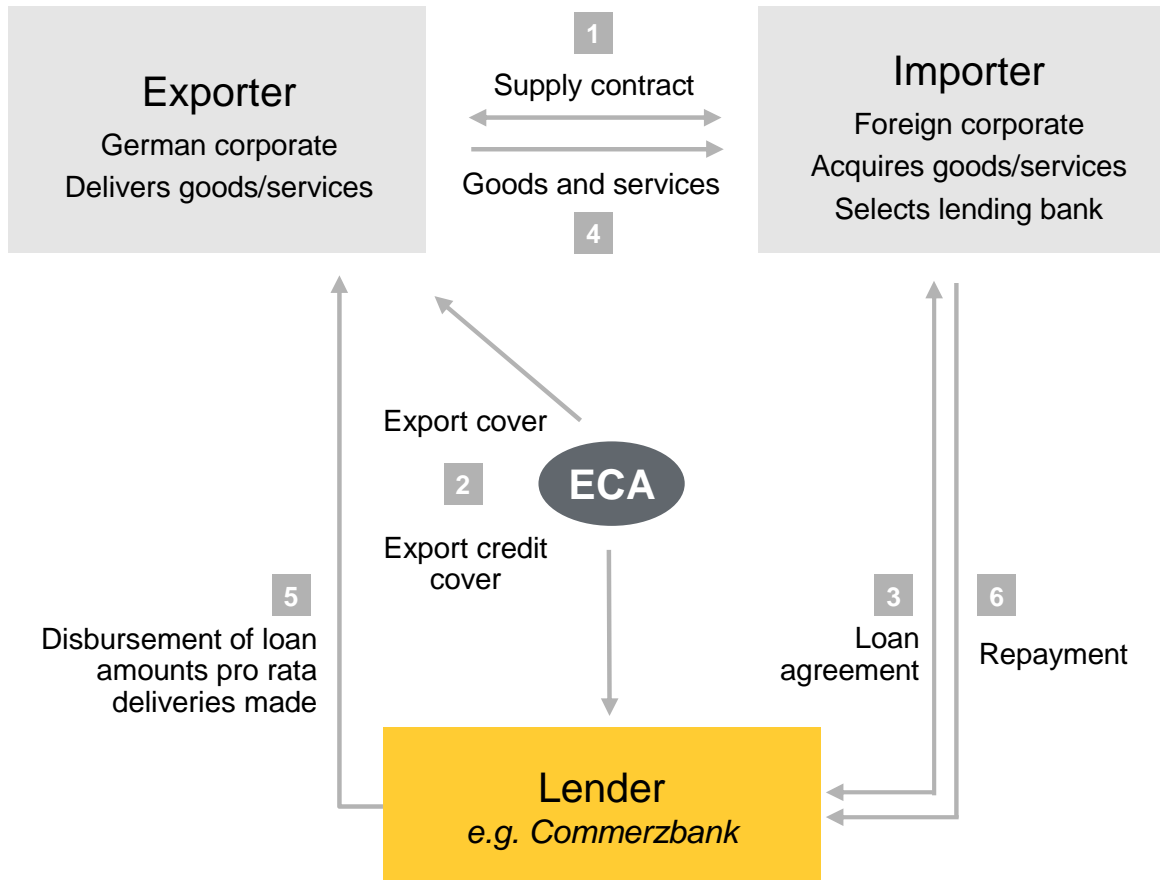 1
Exporter
German corporate
Delivers goods/services
Supply contract
Goods and services
4
Importer
Foreign corporate
Acquires goods/services
Selects lending bank
Export cover
2
ECA
Export credit
cover
5
Disbursement of loan
amounts pro rata
deliveries made
3
Loan
agreement
6
Repayment
Lender
e.g. Commerzbank